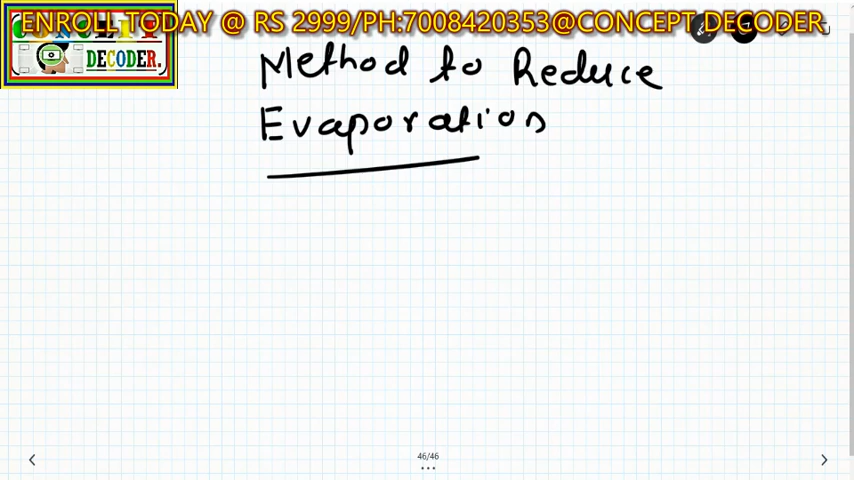 ENROLL TODAY @ RS 2999/PH:7008420353@CONCEPT DECODER
DECODER.
Method to Reduce
Evaporation
46/46